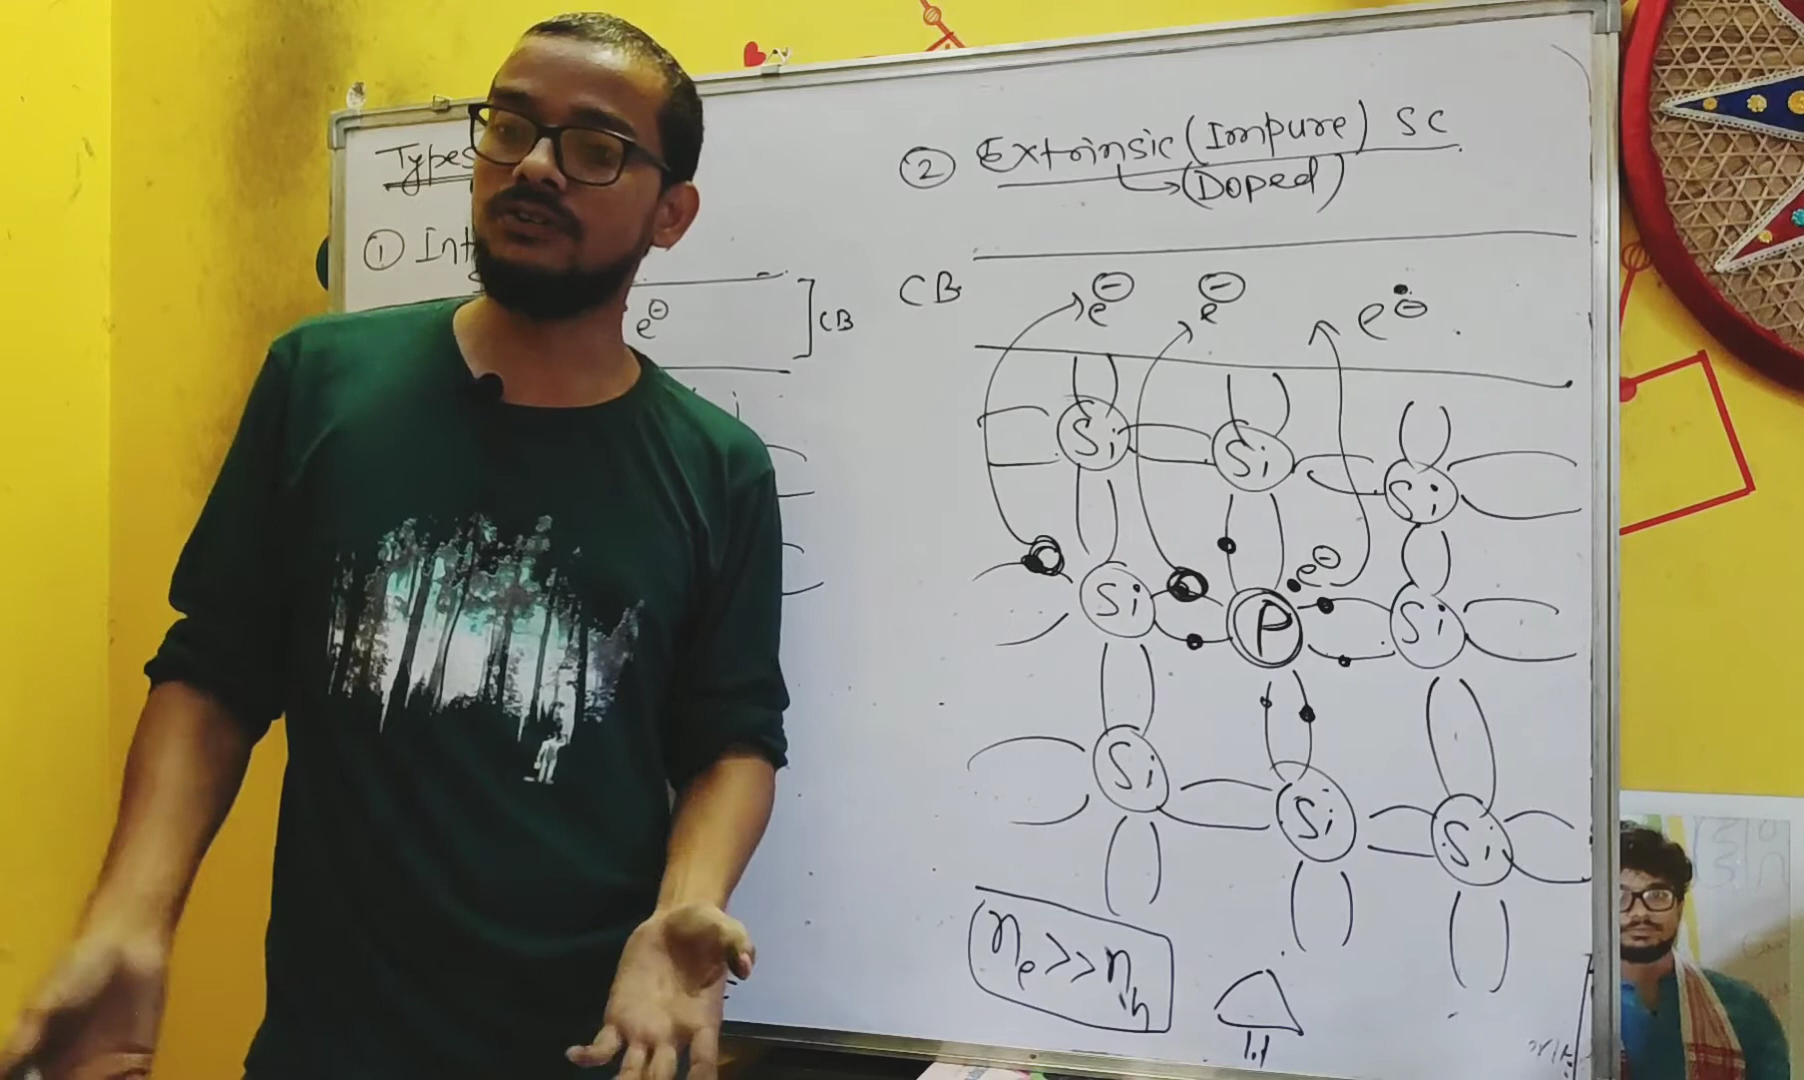 Types
① Int
e⊖
CB
② Extrinsic (Impure) SC
(Doped)
CB
e⊖ e⊖ e⊖
Si Si Si
e⊖
Si P Si
Si Si Si
ne >> nh